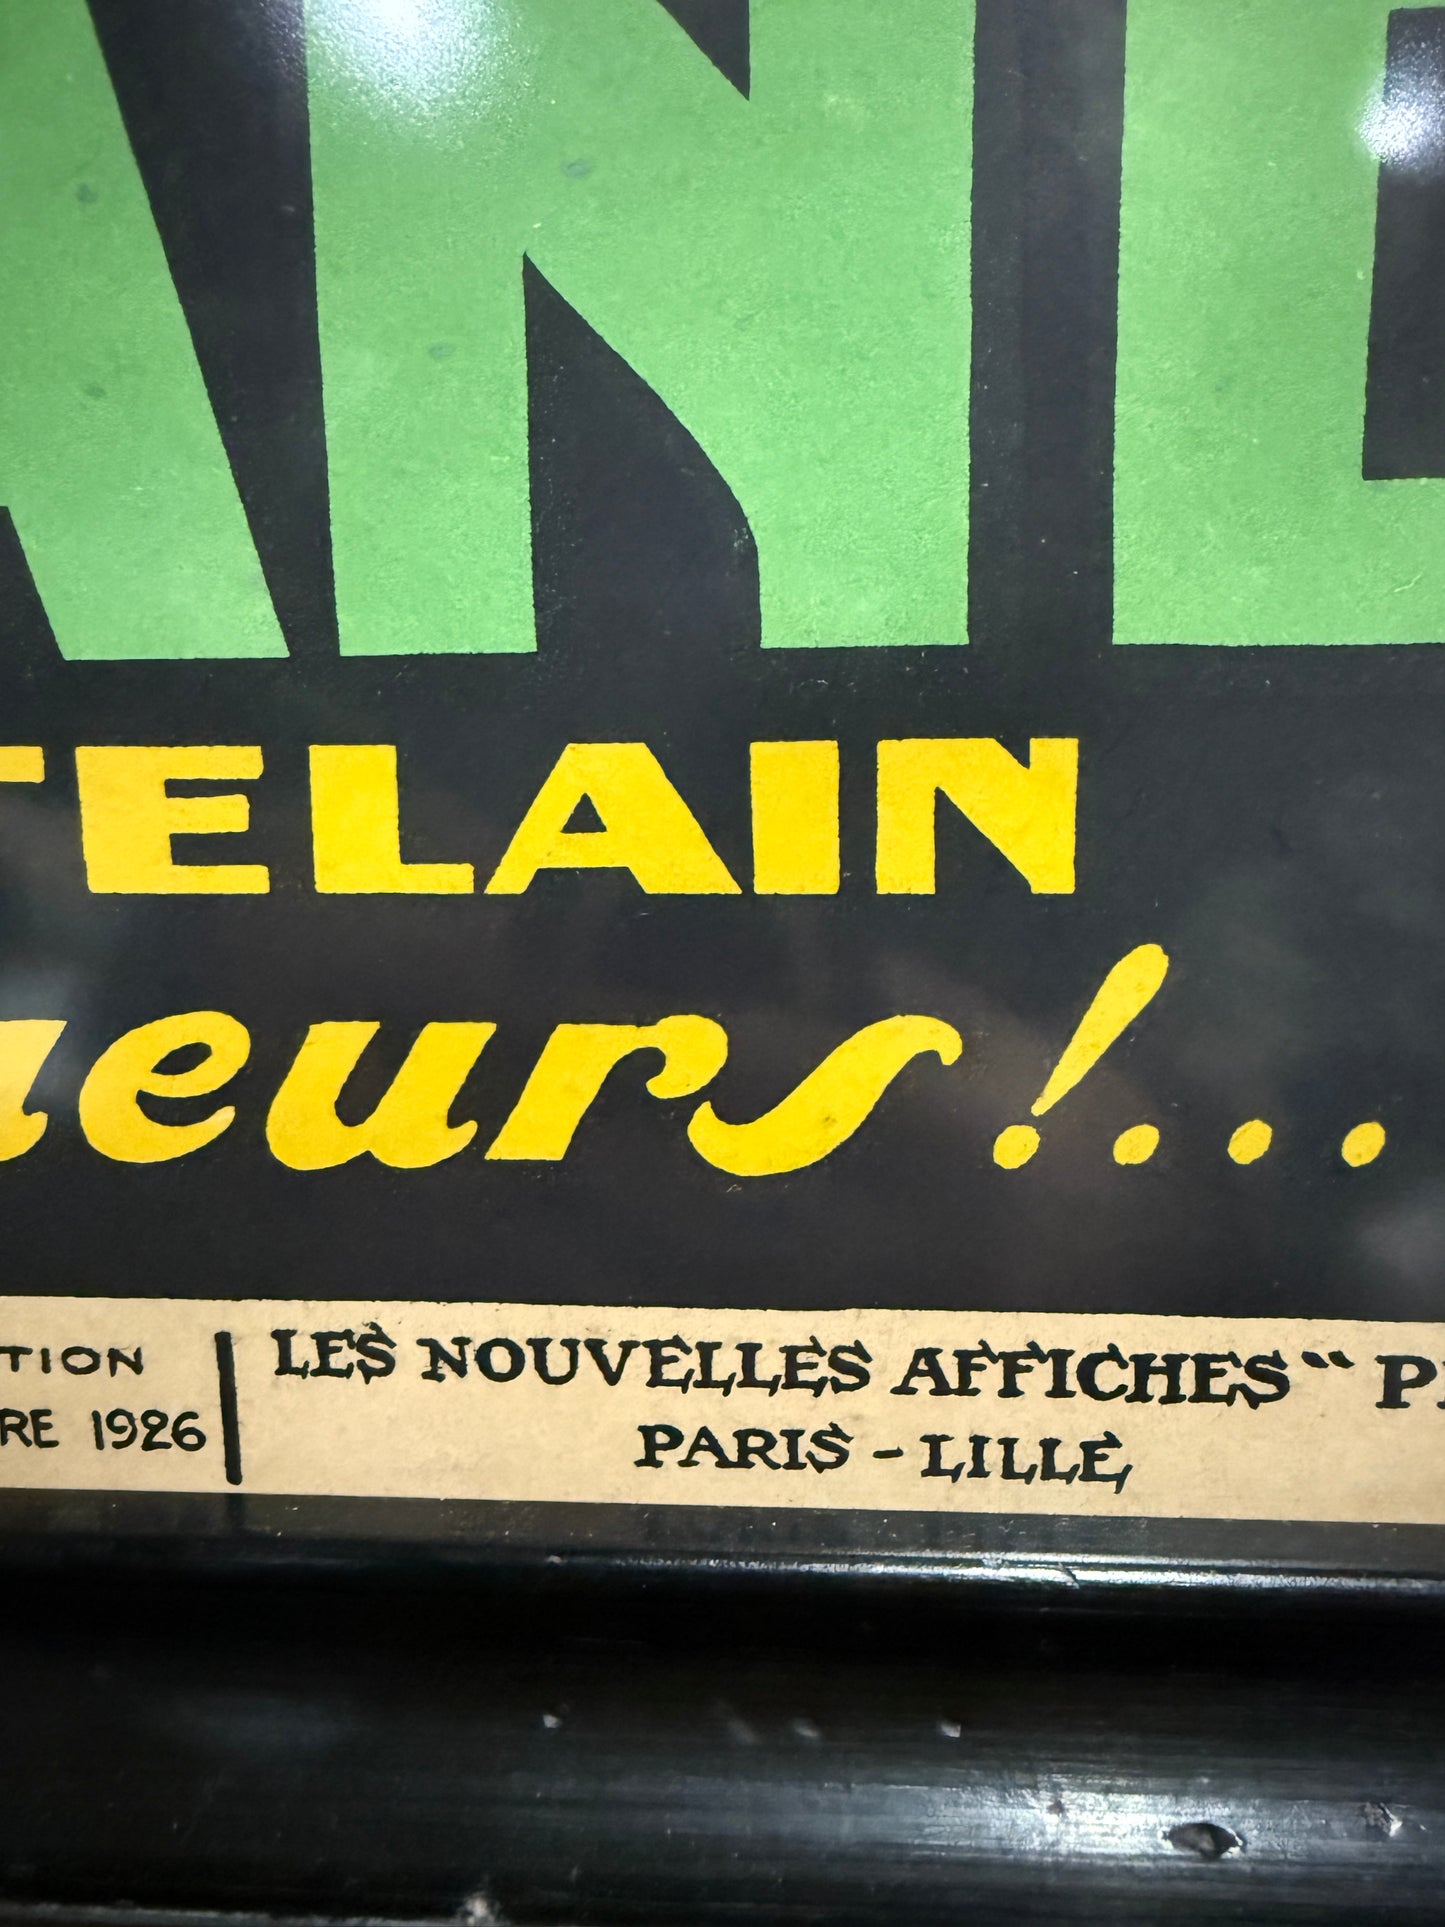 TELAIN
eurs!...
TION
RE 1926
LES NOUVELLES AFFICHES"
PARIS - LILLE